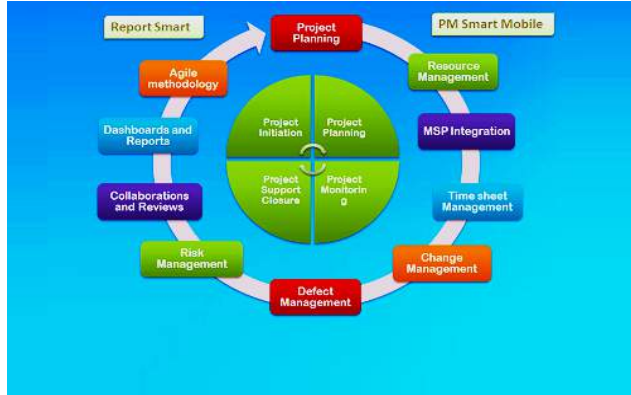 Report Smart
PM Smart Mobile
Project
Planning
Resource
Management
MSP Integration
Time sheet
Management
Change
Management
Defect
Management
Risk
Management
Collaborations
and Reviews
Dashboards and
Reports
Agile
methodology
Project
Initiation
Project
Planning
Project
Support
Closure
Project
Monitorin
g